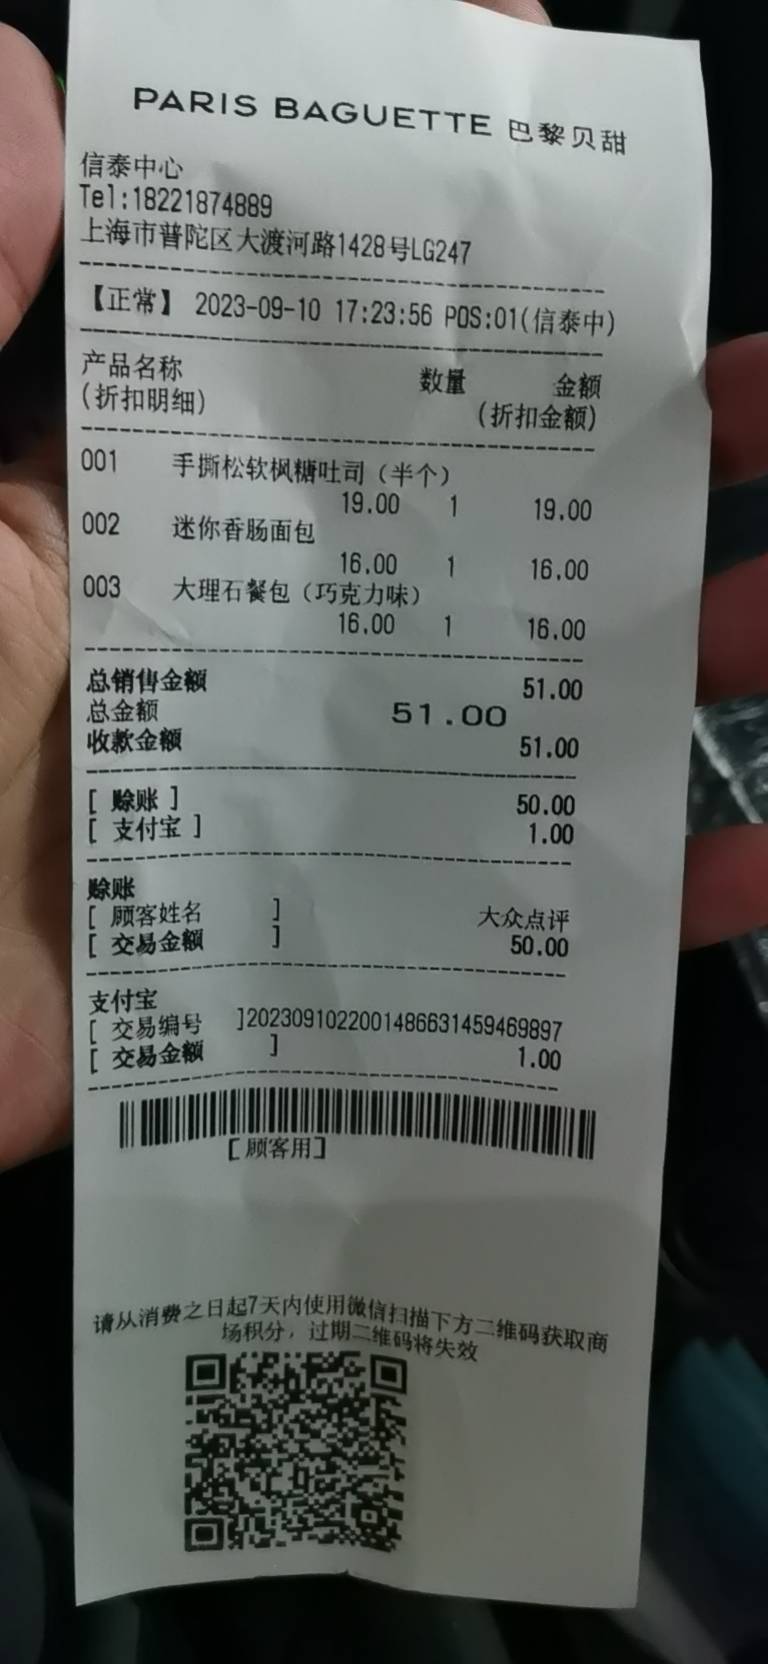 PARIS BAGUETTE 巴黎贝甜
信泰中心
Tel:18221874889
上海市普陀区大渡河路1428号LG247
【正常】 2023-09-10 17:23:56 POS:01(信泰中)
产品名称 数量 金额
(折扣明细) (折扣金额)
001 手撕松软枫糖吐司（半个）
19.00 1 19.00
002 迷你香肠面包
16.00 1 16.00
003 大理石餐包（巧克力味）
16.00 1 16.00
总销售金额 51.00
总金额 51.00
收款金额 51.00
[ 赊账 ] 50.00
[ 支付宝 ] 1.00
赊账
[ 顾客姓名 ] 大众点评
[ 交易金额 ] 50.00
支付宝
[ 交易编号 ]2023091022001486631459469897
[ 交易金额 ] 1.00
[ 顾客用]
请从消费之日起7天内使用微信扫描下方二维码获取商
场积分，过期二维码将失效